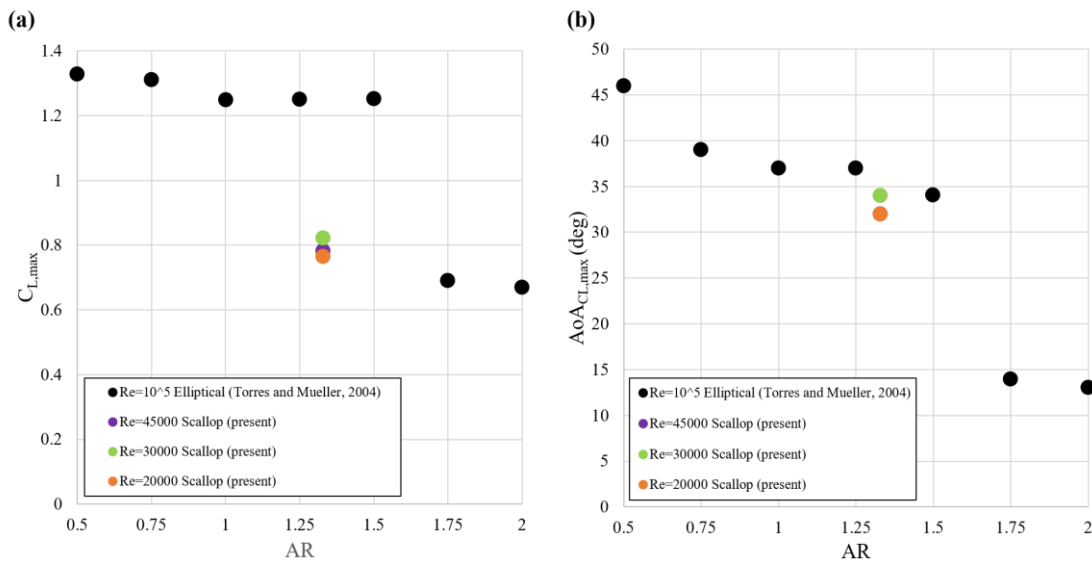 (a)
1.4
1.2
1
0.8
0.6
0.4
0.2
0
C_L,max
Re=10^5 Elliptical (Torres and Mueller, 2004)
Re=45000 Scallop (present)
Re=30000 Scallop (present)
Re=20000 Scallop (present)
0.5 0.75 1 1.25 1.5 1.75 2
AR
(b)
50
45
40
35
30
25
20
15
10
5
0
AoA_CL,max (deg)
Re=10^5 Elliptical (Torres and Mueller, 2004)
Re=45000 Scallop (present)
Re=30000 Scallop (present)
Re=20000 Scallop (present)
0.5 0.75 1 1.25 1.5 1.75 2
AR